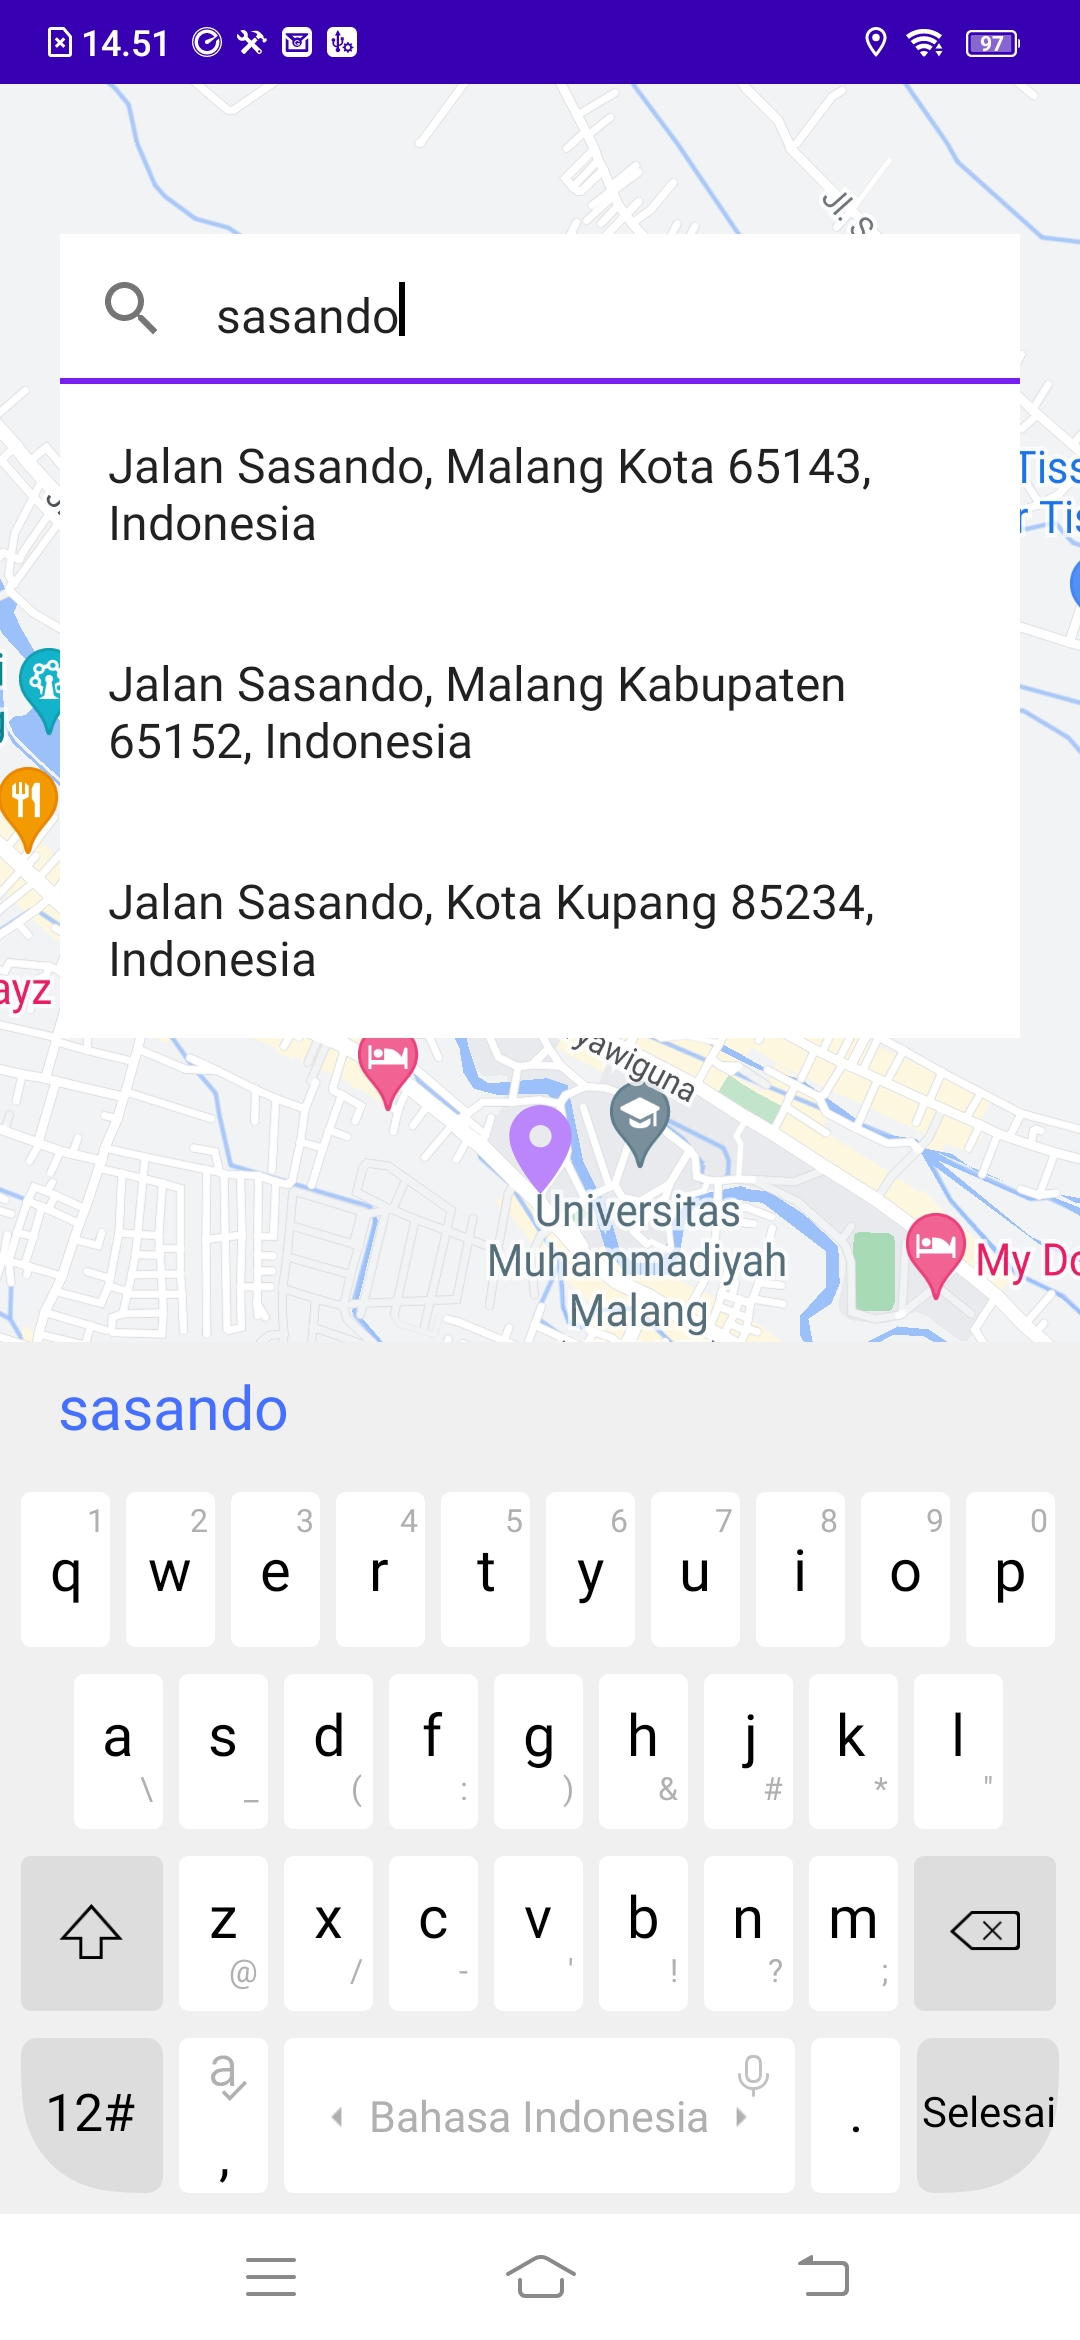 14.51
97
Jl. S
sasando
Jalan Sasando, Malang Kota 65143,
Indonesia
Tiss
r Tis
Jalan Sasando, Malang Kabupaten
65152, Indonesia
Jalan Sasando, Kota Kupang 85234,
Indonesia
ayz
yawiguna
Universitas
Muhammadiyah
Malang
My Do
sasando
1 2 3 4 5 6 7 8 9 0
q w e r t y u i o p
a s d f g h j k l
\ _ ( : ) & # * "
z x c v b n m
@ / - ' ! ? ;
12# a , Bahasa Indonesia . Selesai